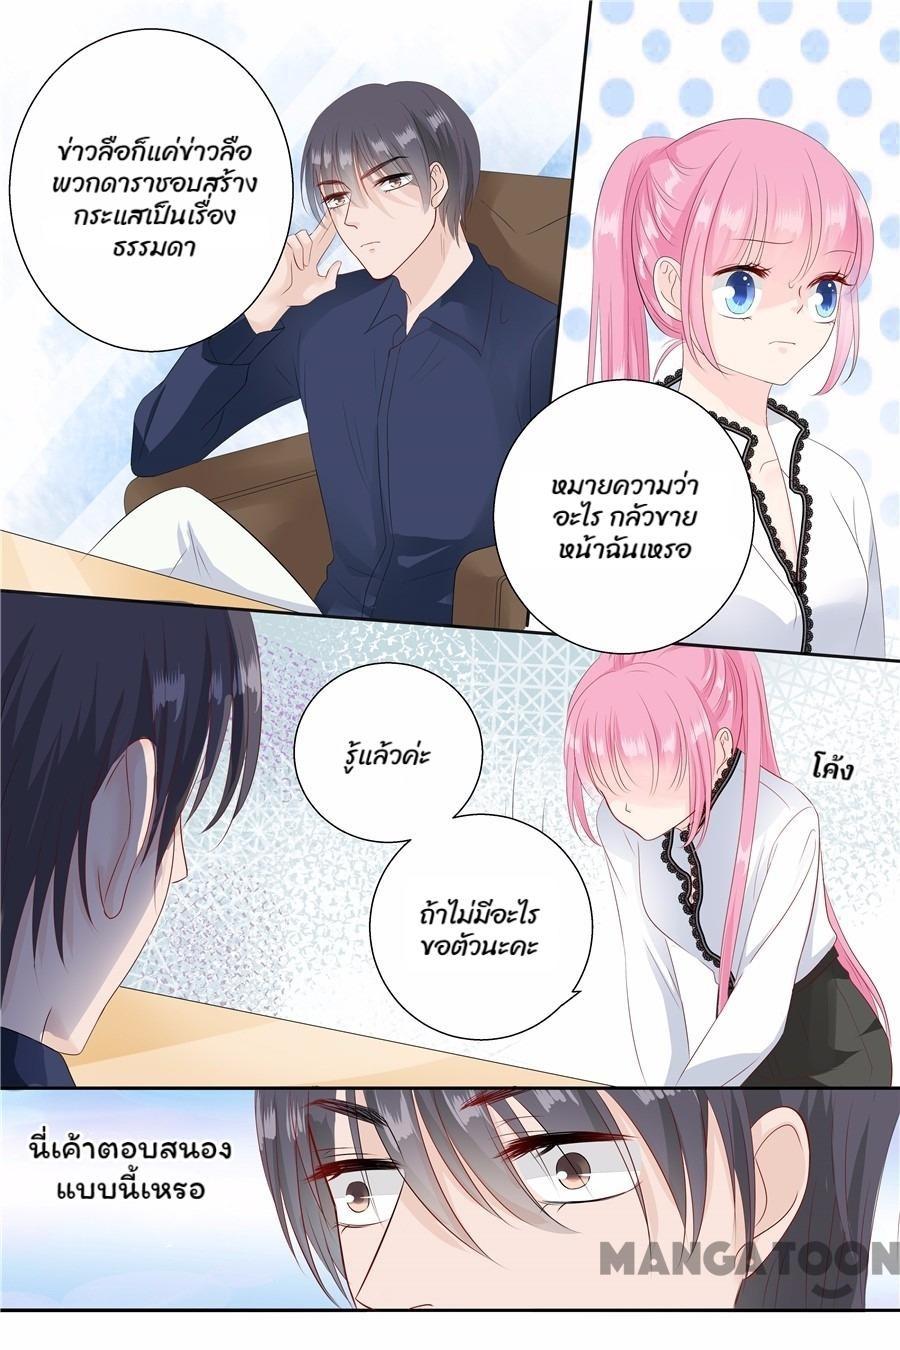 ข่าวลือก็แค่ข่าวลือ
พวกดาราชอบสร้าง
กระแสเป็นเรื่อง
ธรรมดา
หมายความว่า
อะไร กลัวขาย
หน้าฉันเหรอ
รู้แล้วค่ะ
โค้ง
ถ้าไม่มีอะไร
ขอตัวนะคะ
นี่เค้าตอบสนอง
แบบนี้เหรอ
MANGATOON